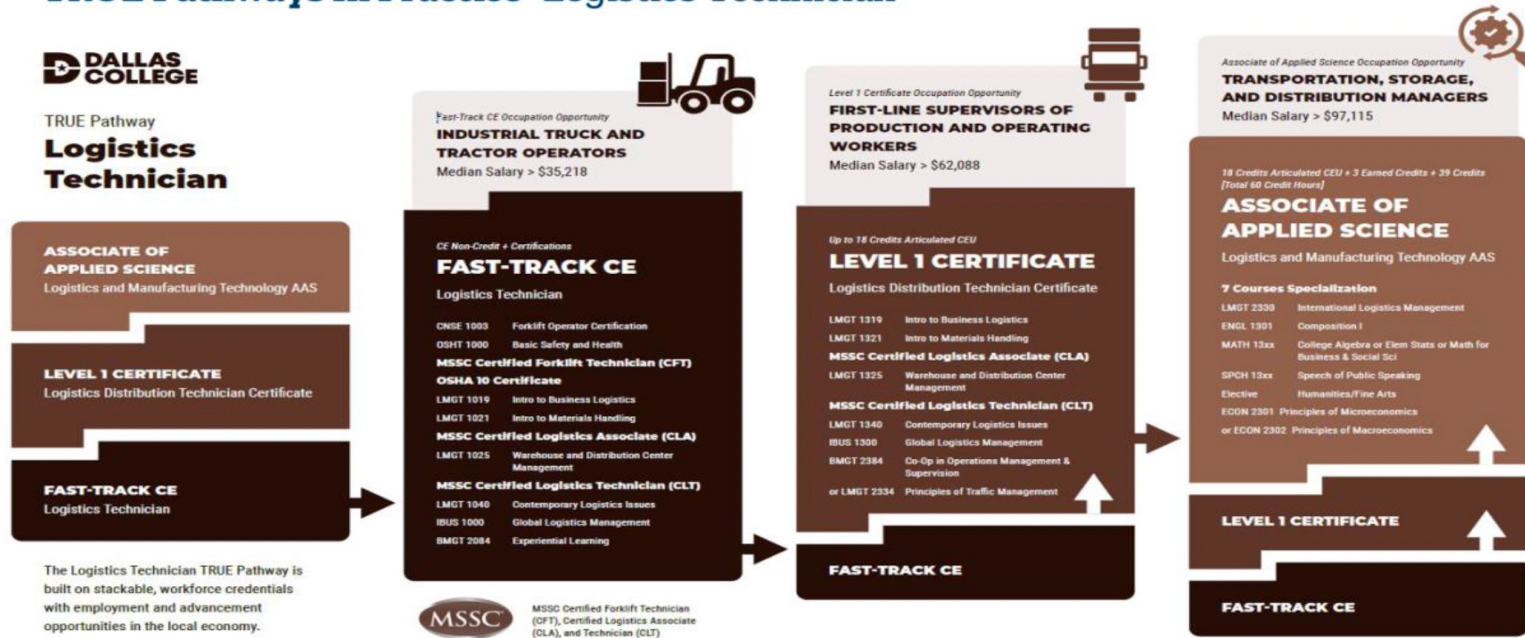 TRUE Pathways in Practice- Logistics Technician
DALLAS
COLLEGE
TRUE Pathway
Logistics
Technician
ASSOCIATE OF
APPLIED SCIENCE
Logistics and Manufacturing Technology AAS
LEVEL 1 CERTIFICATE
Logistics Distribution Technician Certificate
FAST-TRACK CE
Logistics Technician
The Logistics Technician TRUE Pathway is
built on stackable, workforce credentials
with employment and advancement
opportunities in the local economy.
Fast-Track CE Occupation Opportunity
INDUSTRIAL TRUCK AND
TRACTOR OPERATORS
Median Salary > $35,218
CE Non-Credit + Certifications
FAST-TRACK CE
Logistics Technician
CNSE 1003 Forklift Operator Certification
OSHT 1000 Basic Safety and Health
MSSC Certified Forklift Technician (CFT)
OSHA 10 Certificate
LMGT 1019 Intro to Business Logistics
LMGT 1021 Intro to Materials Handling
MSSC Certified Logistics Associate (CLA)
LMGT 1025 Warehouse and Distribution Center
Management
MSSC Certified Logistics Technician (CLT)
LMGT 1040 Contemporary Logistics Issues
IBUS 1000 Global Logistics Management
BMGT 2084 Experiential Learning
MSSC
MSSC Certified Forklift Technician
(CFT), Certified Logistics Associate
(CLA), and Technician (CLT)
Level 1 Certificate Occupation Opportunity
FIRST-LINE SUPERVISORS OF
PRODUCTION AND OPERATING
WORKERS
Median Salary > $62,088
Up to 18 Credits Articulated CEU
LEVEL 1 CERTIFICATE
Logistics Distribution Technician Certificate
LMGT 1319 Intro to Business Logistics
LMGT 1321 Intro to Materials Handling
MSSC Certified Logistics Associate (CLA)
LMGT 1325 Warehouse and Distribution Center
Management
MSSC Certified Logistics Technician (CLT)
LMGT 1340 Contemporary Logistics Issues
IBUS 1300 Global Logistics Management
BMGT 2384 Co-Op in Operations Management &
Supervision
or LMGT 2334 Principles of Traffic Management
FAST-TRACK CE
Associate of Applied Science Occupation Opportunity
TRANSPORTATION, STORAGE,
AND DISTRIBUTION MANAGERS
Median Salary > $97,115
18 Credits Articulated CEU + 3 Earned Credits + 39 Credits
[Total 60 Credit Hours]
ASSOCIATE OF
APPLIED SCIENCE
Logistics and Manufacturing Technology AAS
7 Courses Specialization
LMGT 2330 International Logistics Management
ENGL 1301 Composition I
MATH 13xx College Algebra or Elem Stats or Math for
Business & Social Sci
SPCH 13xx Speech of Public Speaking
Elective Humanities/Fine Arts
ECON 2301 Principles of Microeconomics
or ECON 2302 Principles of Macroeconomics
LEVEL 1 CERTIFICATE
FAST-TRACK CE